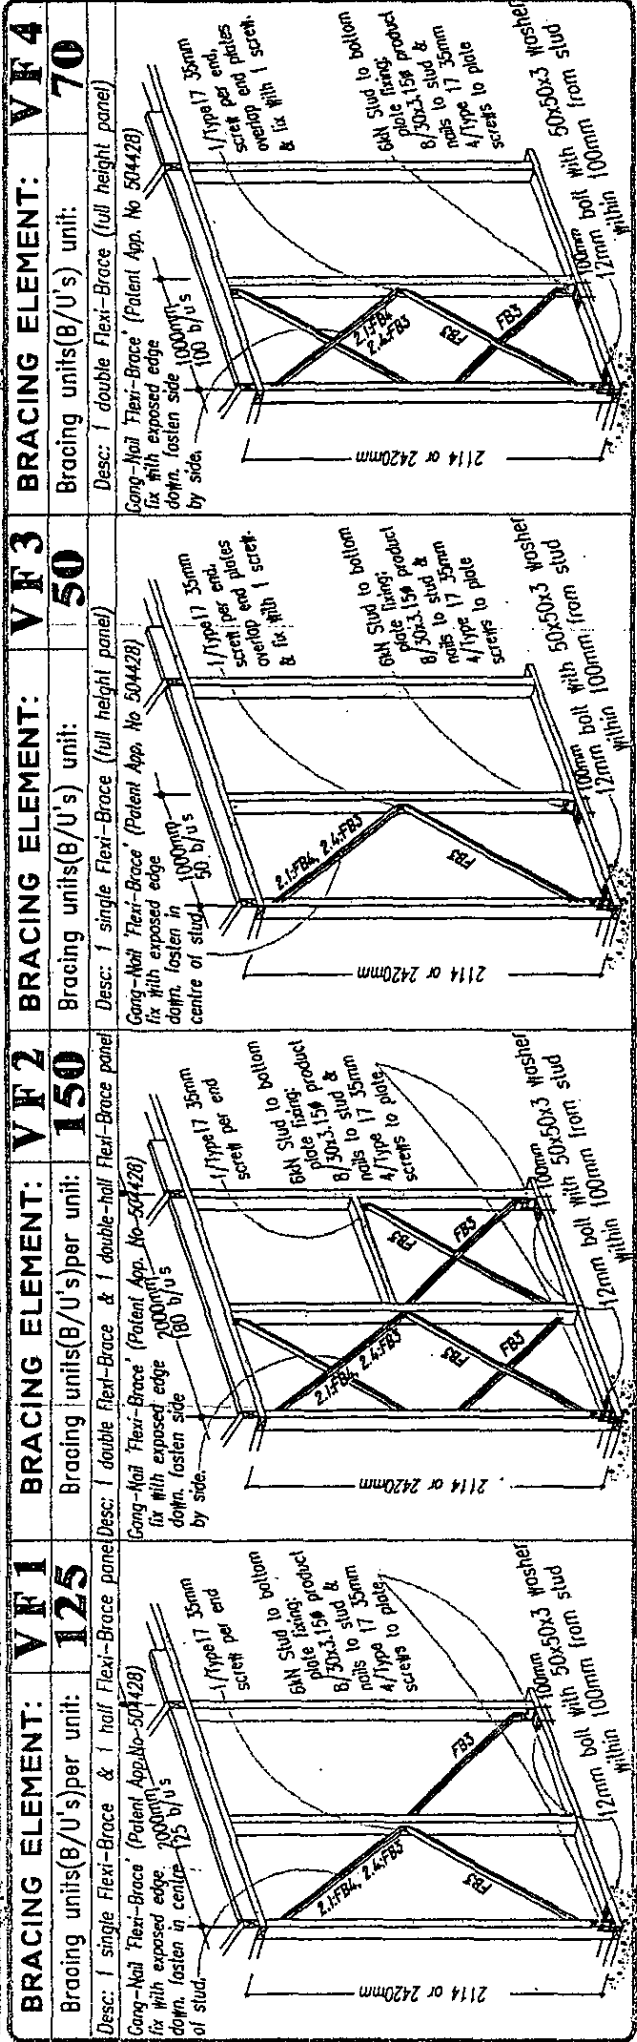 BRACING ELEMENT: VF1
Bracing units(B/U's)per unit: 125
Desc: 1 single Flexi-Brace & 1 half Flexi-Brace panel
Gang-Nail 'Flexi-Brace' (Patent App.No 504428)
fix with exposed edge
down. fasten in centre
of stud.
2000mm
125 b/u's
1/Type17 35mm
screw per end
6kN Stud to bottom
plate fixing:
8/30x3.15ø product
nails to stud &
4/Type 17 35mm
screws to plate
2.1:FB4, 2.4:FB3
FB3
FB3
2114 or 2420mm
100mm
12mm bolt with 50x50x3 washer
within 100mm from stud
BRACING ELEMENT: VF2
Bracing units(B/U's)per unit: 150
Desc: 1 double Flexi-Brace & 1 double-half Flexi-Brace panel
Gang-Nail 'Flexi-Brace' (Patent App. No 504428)
fix with exposed edge
down. fasten side
by side.
2000mm
180 b/u's
1/Type17 35mm
screw per end
6kN Stud to bottom
plate fixing:
8/30x3.15ø product
nails to stud &
4/Type 17 35mm
screws to plate
2.1:FB4, 2.4:FB3
FB3
FB3
FB3
FB3
2114 or 2420mm
100mm
12mm bolt with 50x50x3 washer
within 100mm from stud
BRACING ELEMENT: VF3
Bracing units(B/U's) unit: 50
Desc: 1 single Flexi-Brace (full height panel)
Gang-Nail 'Flexi-Brace' (Patent App. No 504428)
fix with exposed edge
down. fasten in
centre of stud.
1000mm
50 b/u's
1/Type17 35mm
screw per end,
overlap end plates
& fix with 1 screw.
6kN Stud to bottom
plate fixing:
8/30x3.15ø product
nails to stud &
4/Type 17 35mm
screws to plate
2.1:FB4, 2.4:FB3
FB3
2114 or 2420mm
100mm
12mm bolt with 50x50x3 washer
within 100mm from stud
BRACING ELEMENT: VF4
Bracing units(B/U's) unit: 70
Desc: 1 double Flexi-Brace (full height panel)
Gang-Nail 'Flexi-Brace' (Patent App. No 504428)
fix with exposed edge
down. fasten side
by side.
1000mm
100 b/u's
1/Type17 35mm
screw per end,
overlap end plates
& fix with 1 screw.
6kN Stud to bottom
plate fixing:
8/30x3.15ø product
nails to stud &
4/Type 17 35mm
screws to plate
2.1:FB4
2.4:FB3
FB3
FB3
2114 or 2420mm
100mm
12mm bolt with 50x50x3 washer
within 100mm from stud